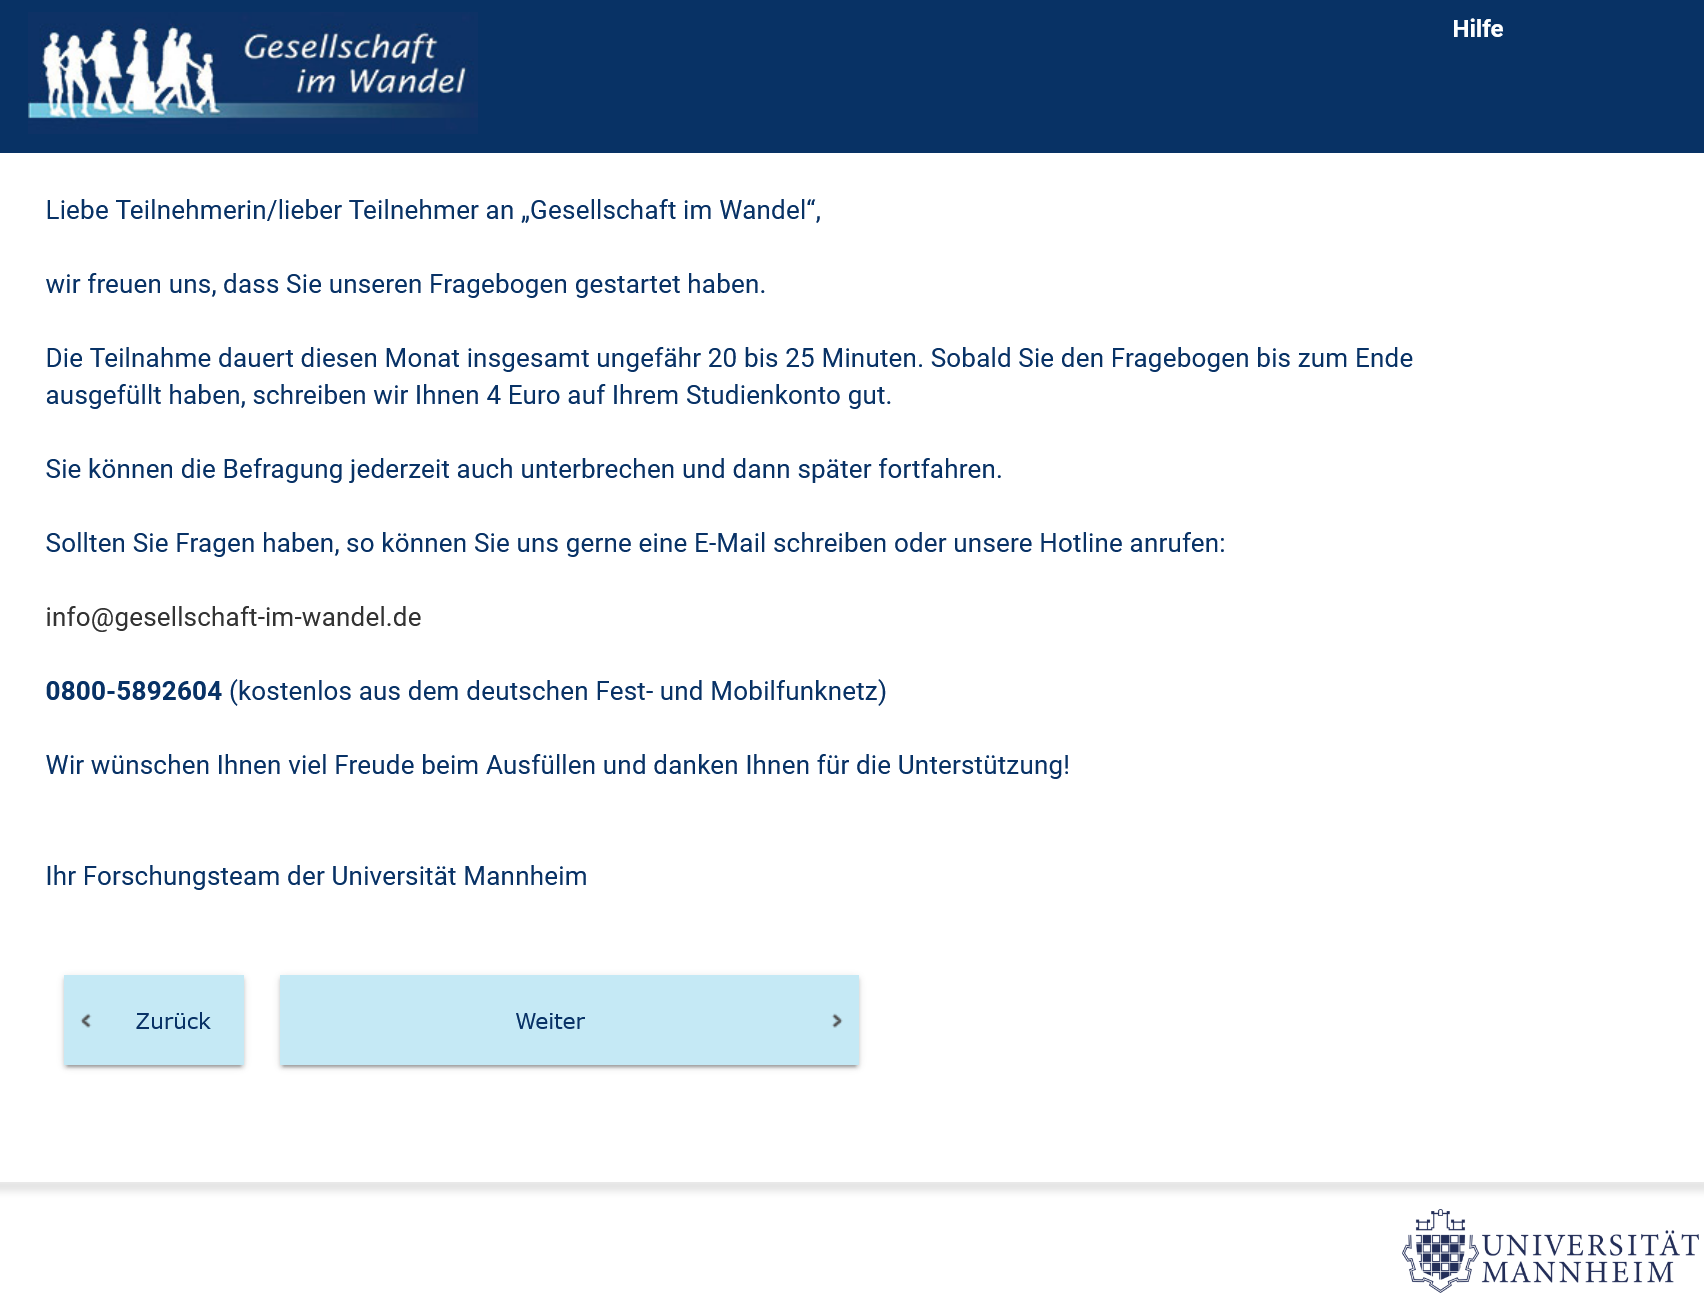 Gesellschaft
im Wandel
Hilfe
Liebe Teilnehmerin/lieber Teilnehmer an „Gesellschaft im Wandel“,
wir freuen uns, dass Sie unseren Fragebogen gestartet haben.
Die Teilnahme dauert diesen Monat insgesamt ungefähr 20 bis 25 Minuten. Sobald Sie den Fragebogen bis zum Ende
ausgefüllt haben, schreiben wir Ihnen 4 Euro auf Ihrem Studienkonto gut.
Sie können die Befragung jederzeit auch unterbrechen und dann später fortfahren.
Sollten Sie Fragen haben, so können Sie uns gerne eine E-Mail schreiben oder unsere Hotline anrufen:
info@gesellschaft-im-wandel.de
0800-5892604 (kostenlos aus dem deutschen Fest- und Mobilfunknetz)
Wir wünschen Ihnen viel Freude beim Ausfüllen und danken Ihnen für die Unterstützung!
Ihr Forschungsteam der Universität Mannheim
Zurück
Weiter
UNIVERSITÄT
MANNHEIM